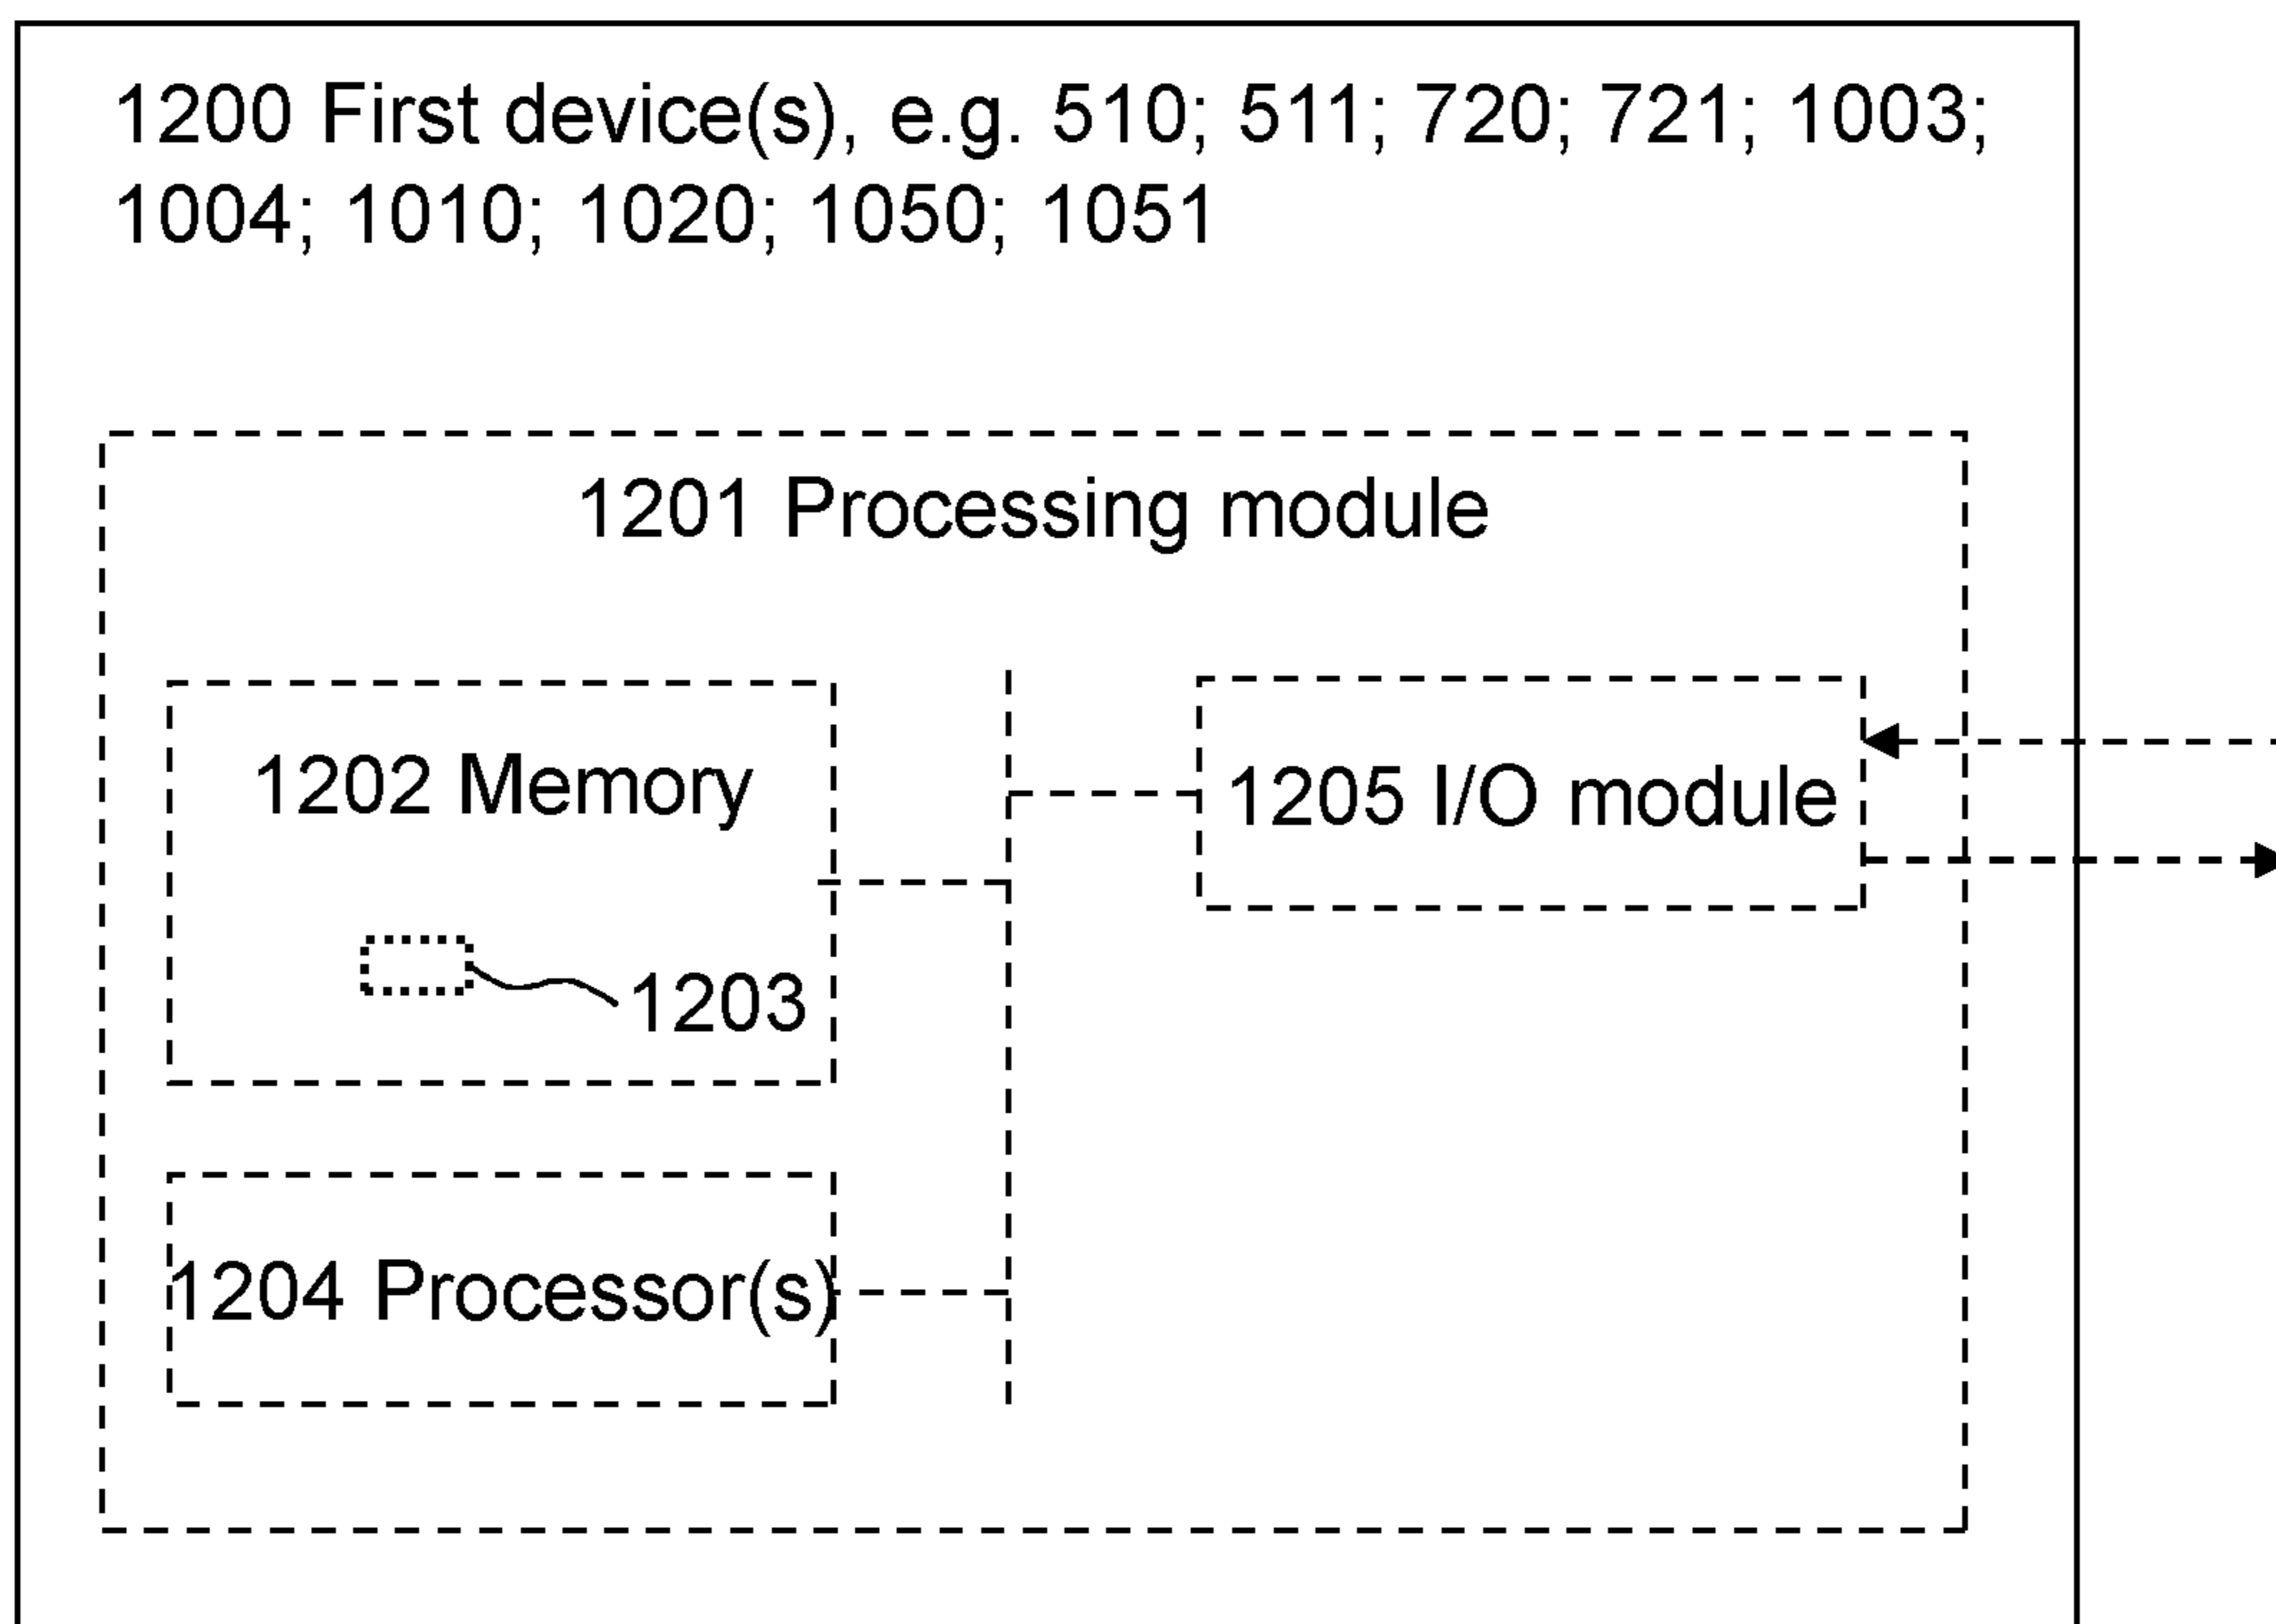 1200 First device(s), e.g. 510; 511; 720; 721; 1003;
1004; 1010; 1020; 1050; 1051
1201 Processing module
1202 Memory
1205 I/O module
1203
1204 Processor(s)